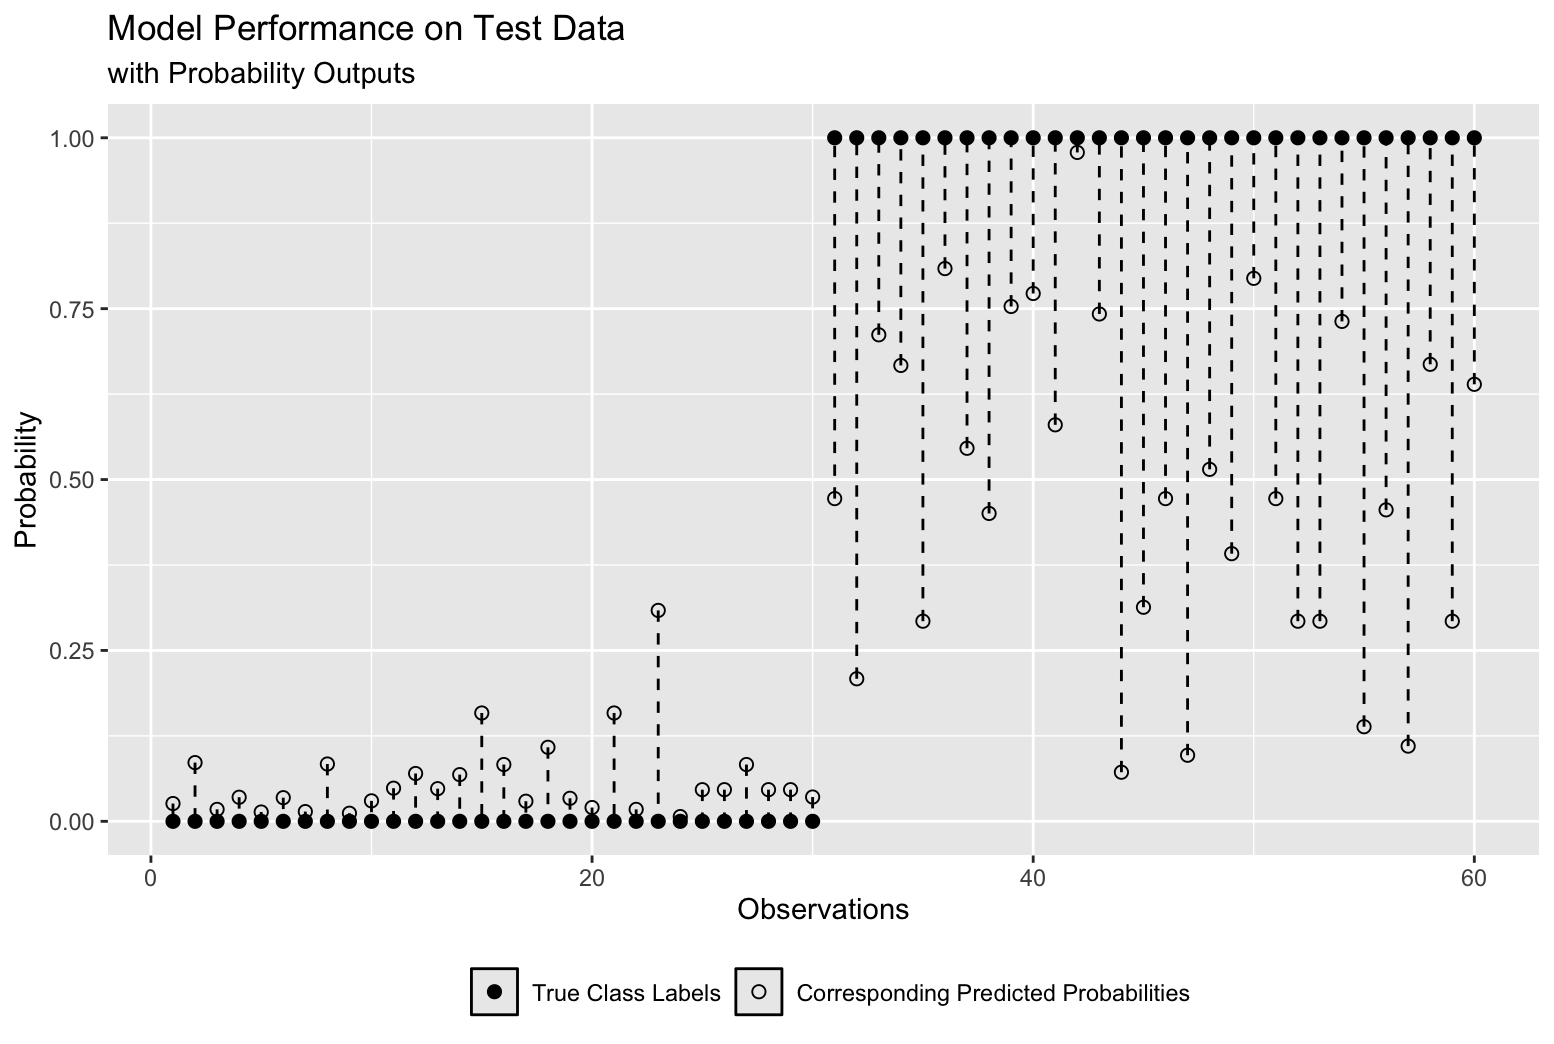 Model Performance on Test Data
with Probability Outputs
1.00
0.75
0.50
0.25
0.00
Probability
0 20 40 60
Observations
True Class Labels Corresponding Predicted Probabilities